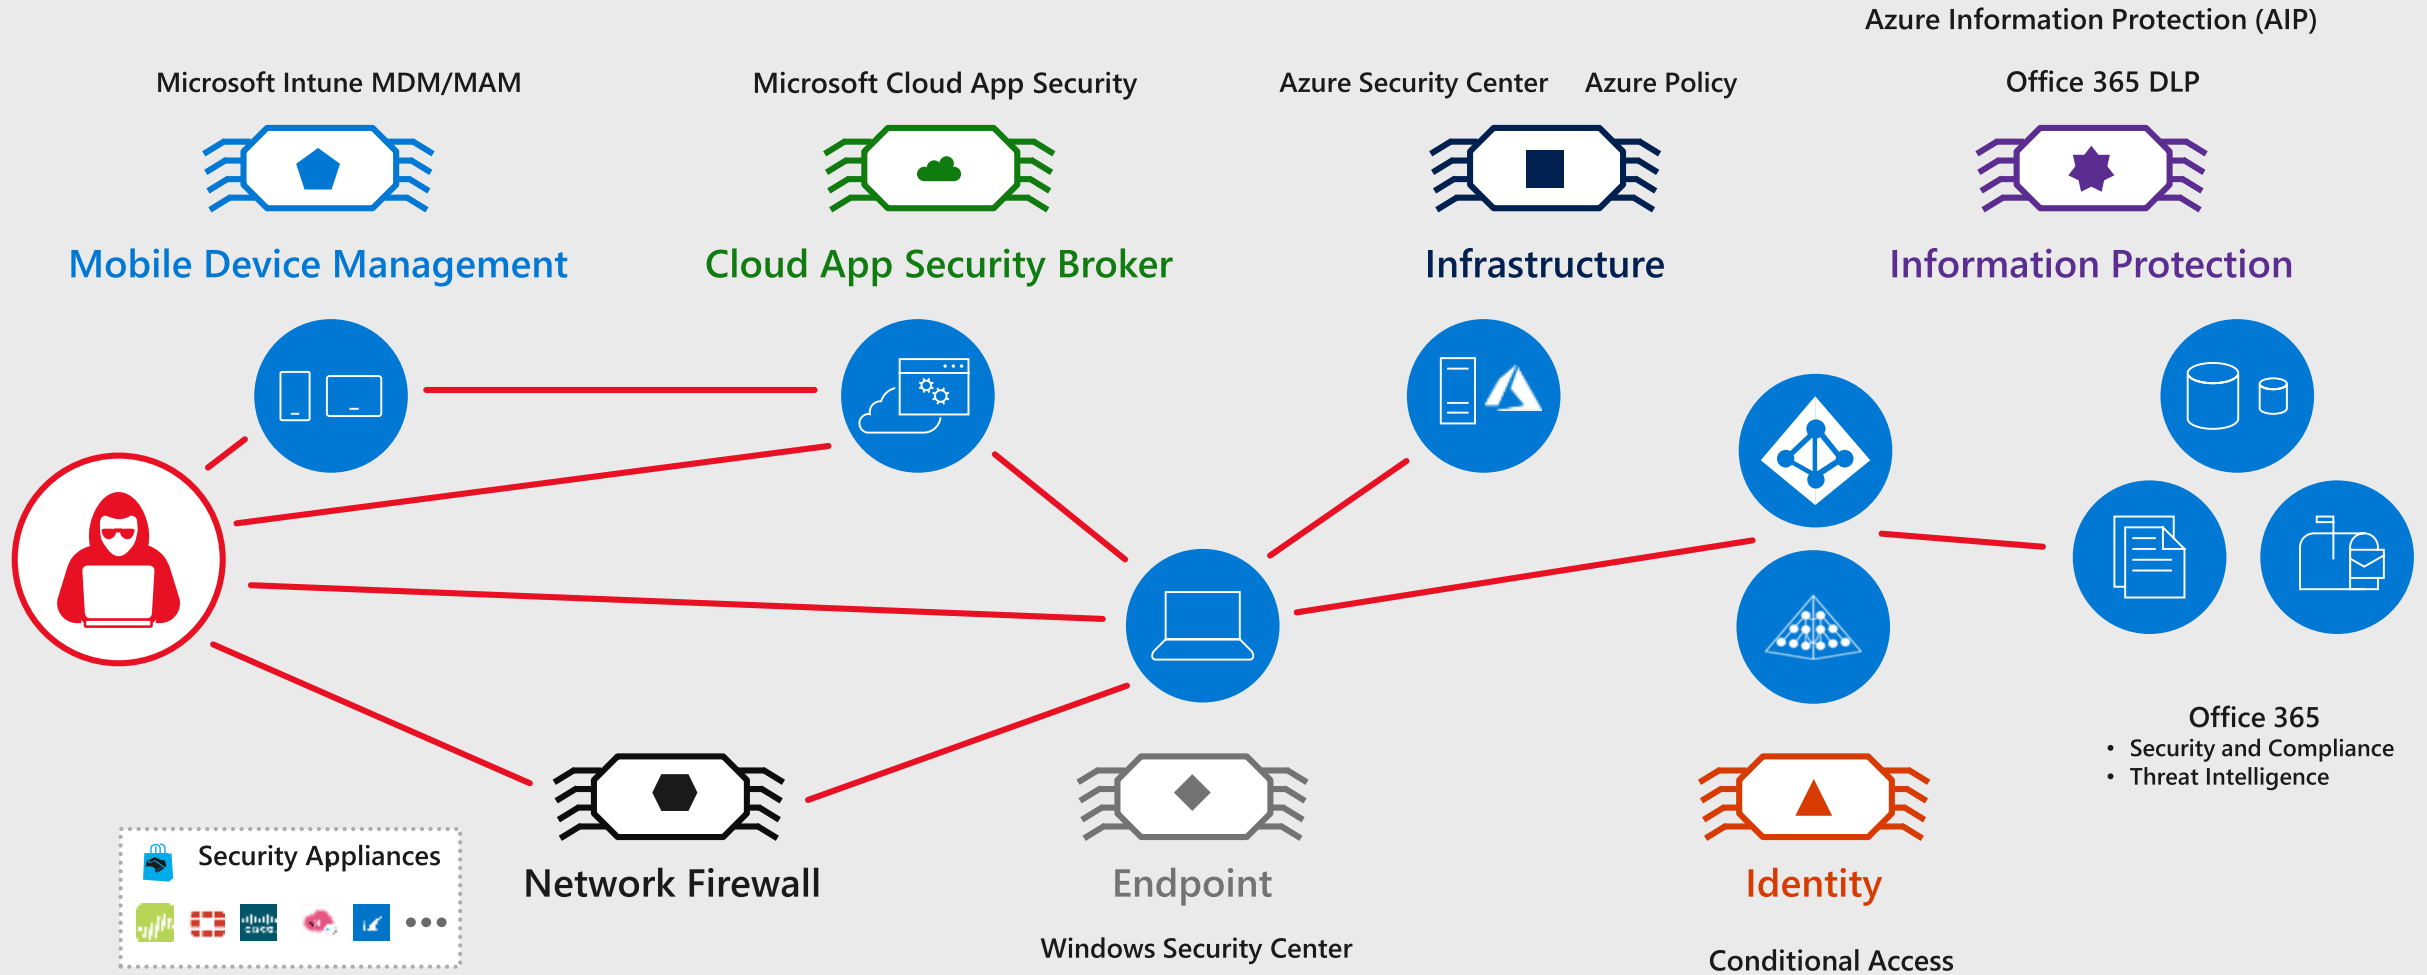 Azure Information Protection (AIP)
Microsoft Intune MDM/MAM
Microsoft Cloud App Security
Azure Security Center
Azure Policy
Office 365 DLP
Mobile Device Management
Cloud App Security Broker
Infrastructure
Information Protection
Office 365
• Security and Compliance
• Threat Intelligence
Security Appliances
CISCO
Network Firewall
Endpoint
Identity
Windows Security Center
Conditional Access